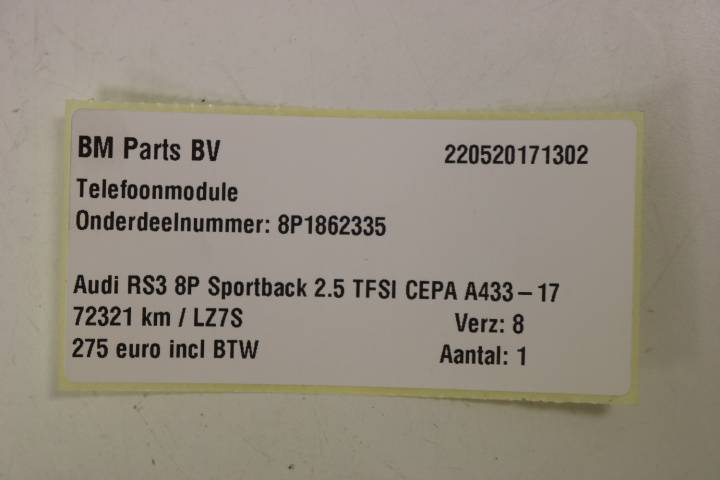 BM Parts BV 220520171302
Telefoonmodule
Onderdeelnummer: 8P1862335
Audi RS3 8P Sportback 2.5 TFSI CEPA A433 – 17
72321 km / LZ7S Verz: 8
275 euro incl BTW Aantal: 1